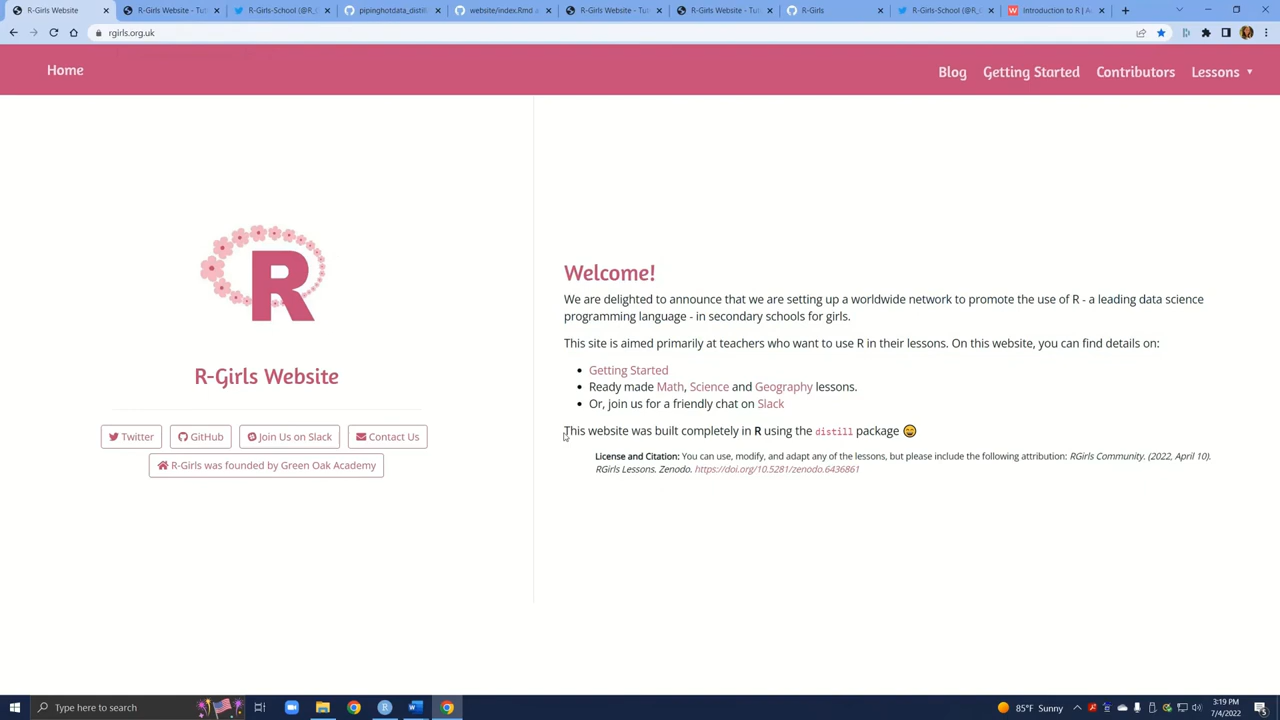 R-Girls Website
R-Girls Website - Tuto
R-Girls-School (@R_G
pipinghotdata_distill
website/index.Rmd a
R-Girls Website - Tut
R-Girls Website - Tut
R-Girls
R-Girls-School (@R_
Introduction to R | A
rgirls.org.uk
Home
Blog
Getting Started
Contributors
Lessons
R
R-Girls Website
Twitter
GitHub
Join Us on Slack
Contact Us
R-Girls was founded by Green Oak Academy
Welcome!
We are delighted to announce that we are setting up a worldwide network to promote the use of R - a leading data science
programming language - in secondary schools for girls.
This site is aimed primarily at teachers who want to use R in their lessons. On this website, you can find details on:
Getting Started
Ready made Math, Science and Geography lessons.
Or, join us for a friendly chat on Slack
This website was built completely in R using the distill package 😄
License and Citation: You can use, modify, and adapt any of the lessons, but please include the following attribution: RGirls Community. (2022, April 10).
RGirls Lessons. Zenodo. https://doi.org/10.5281/zenodo.6436861
Type here to search
85°F Sunny
3:19 PM
7/4/2022